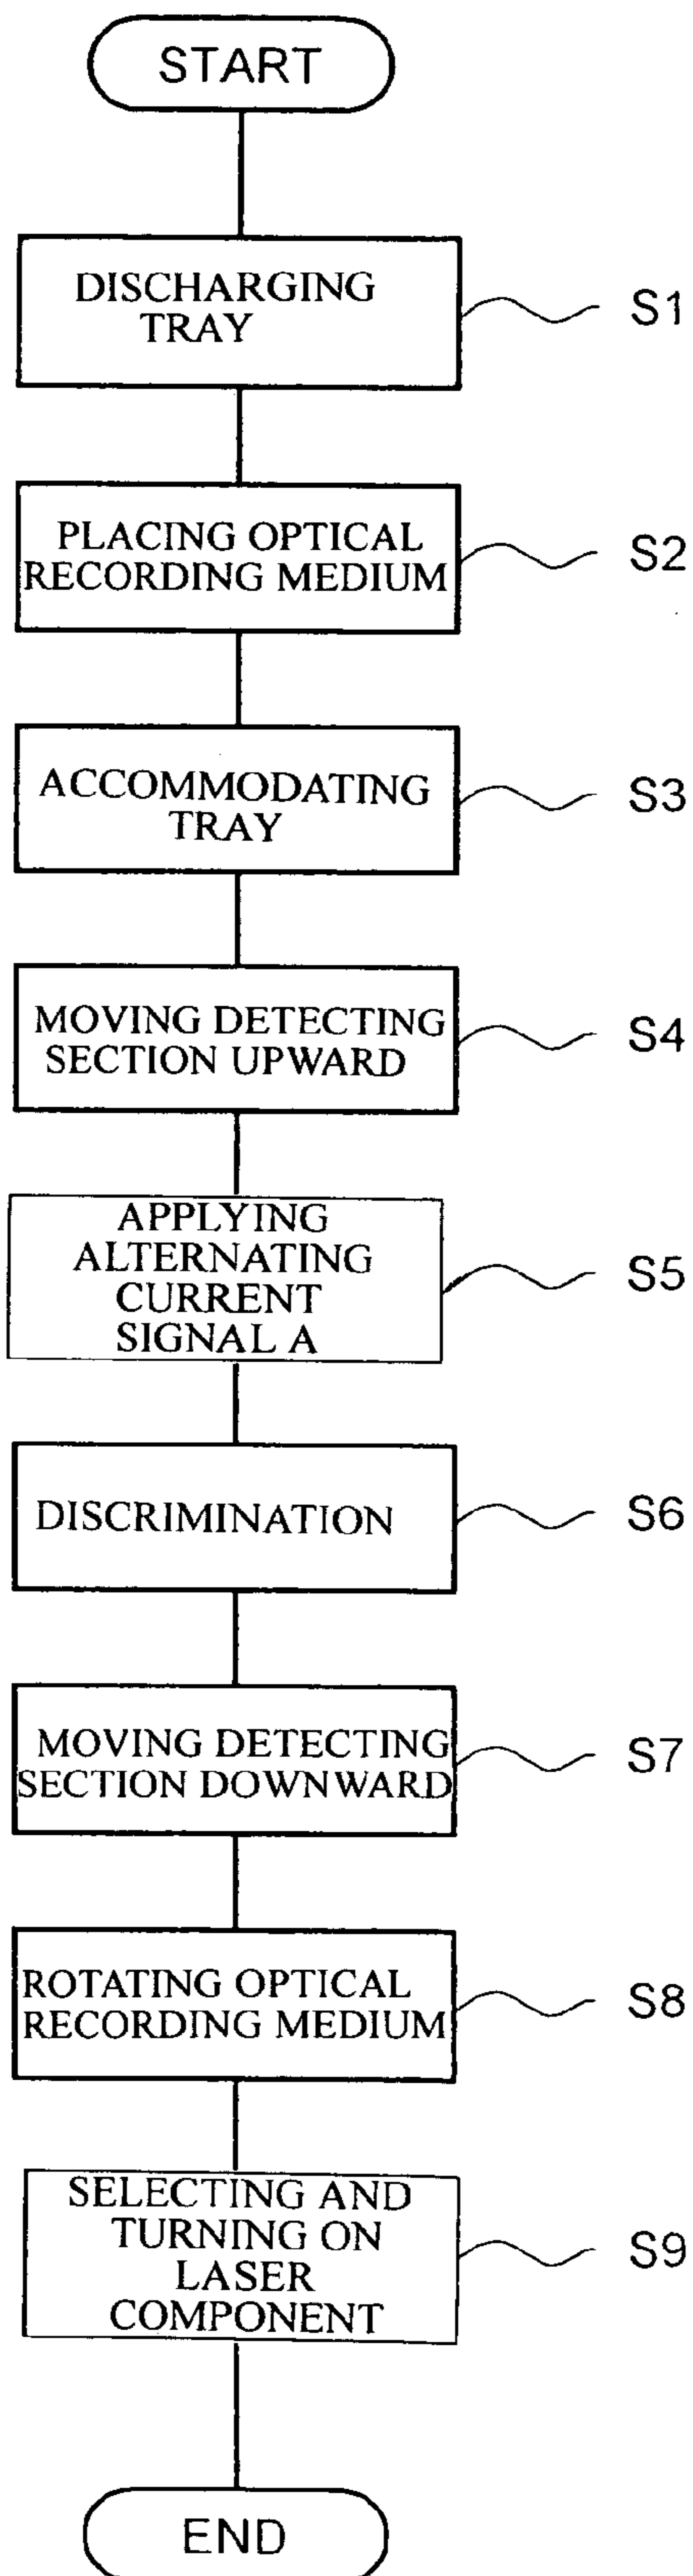 START
DISCHARGING
TRAY
S1
PLACING OPTICAL
RECORDING MEDIUM
S2
ACCOMMODATING
TRAY
S3
MOVING DETECTING
SECTION UPWARD
S4
APPLYING
ALTERNATING
CURRENT
SIGNAL A
S5
DISCRIMINATION
S6
MOVING DETECTING
SECTION DOWNWARD
S7
ROTATING OPTICAL
RECORDING MEDIUM
S8
SELECTING AND
TURNING ON
LASER
COMPONENT
S9
END